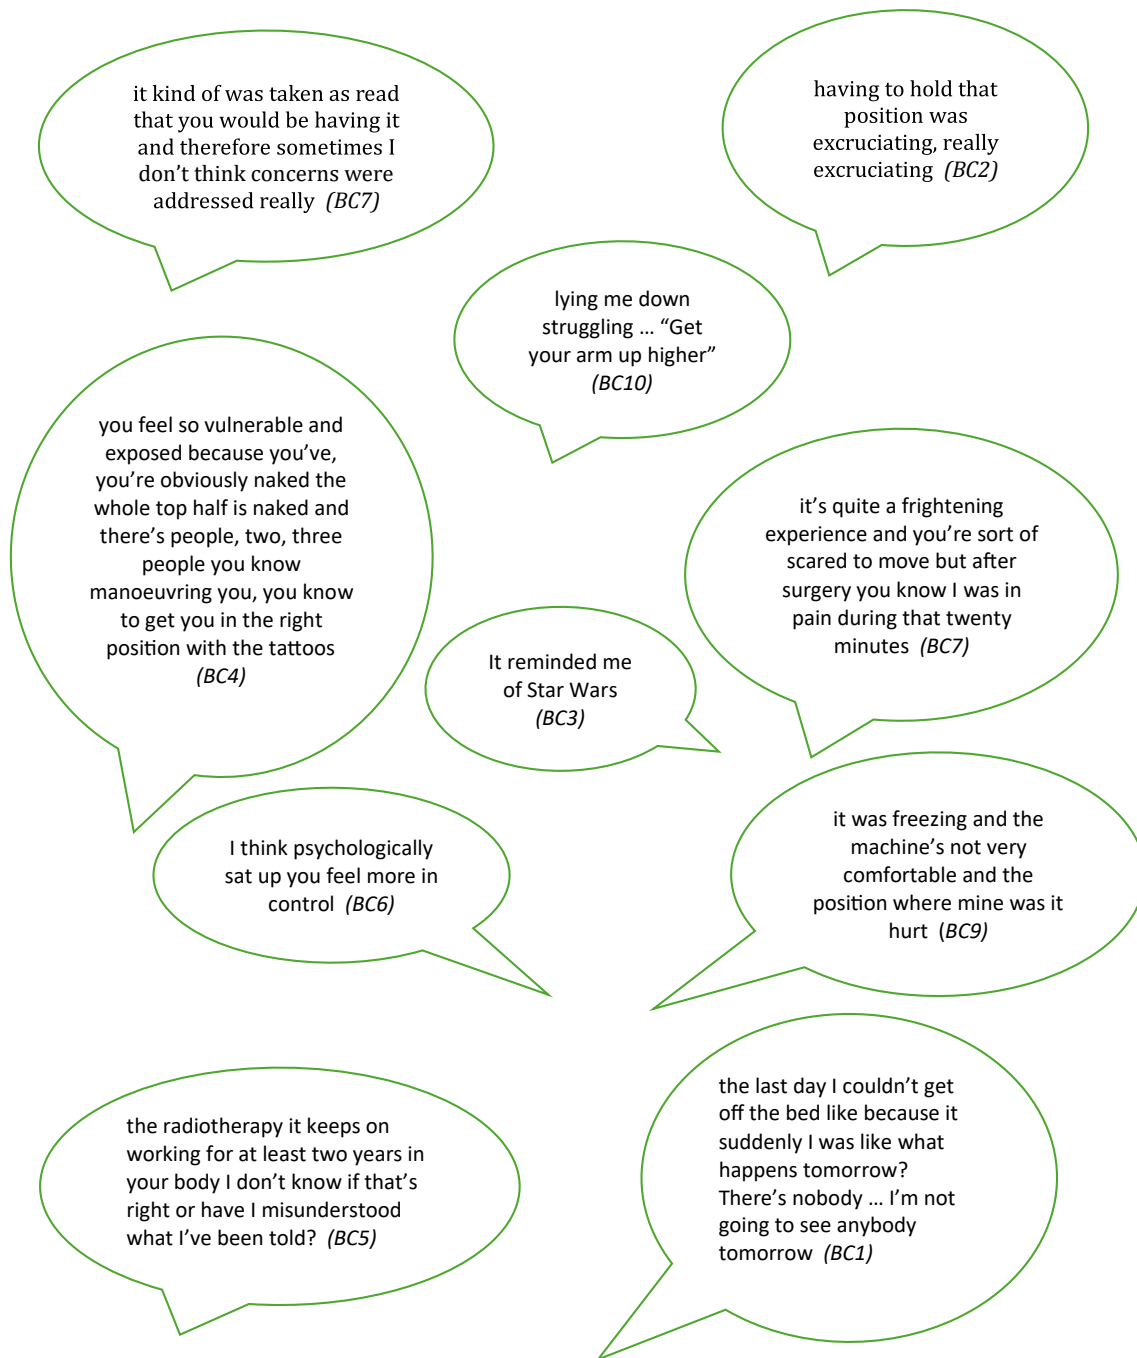 it kind of was taken as read
that you would be having it
and therefore sometimes I
don’t think concerns were
addressed really (BC7)
having to hold that
position was
excruciating, really
excruciating (BC2)
lying me down
struggling … “Get
your arm up higher”
(BC10)
you feel so vulnerable and
exposed because you’ve,
you’re obviously naked the
whole top half is naked and
there’s people, two, three
people you know
manoeuvring you, you know
to get you in the right
position with the tattoos
(BC4)
it’s quite a frightening
experience and you’re sort of
scared to move but after
surgery you know I was in
pain during that twenty
minutes (BC7)
It reminded me
of Star Wars
(BC3)
I think psychologically
sat up you feel more in
control (BC6)
it was freezing and the
machine’s not very
comfortable and the
position where mine was it
hurt (BC9)
the radiotherapy it keeps on
working for at least two years in
your body I don’t know if that’s
right or have I misunderstood
what I’ve been told? (BC5)
the last day I couldn’t get
off the bed like because it
suddenly I was like what
happens tomorrow?
There’s nobody … I’m not
going to see anybody
tomorrow (BC1)